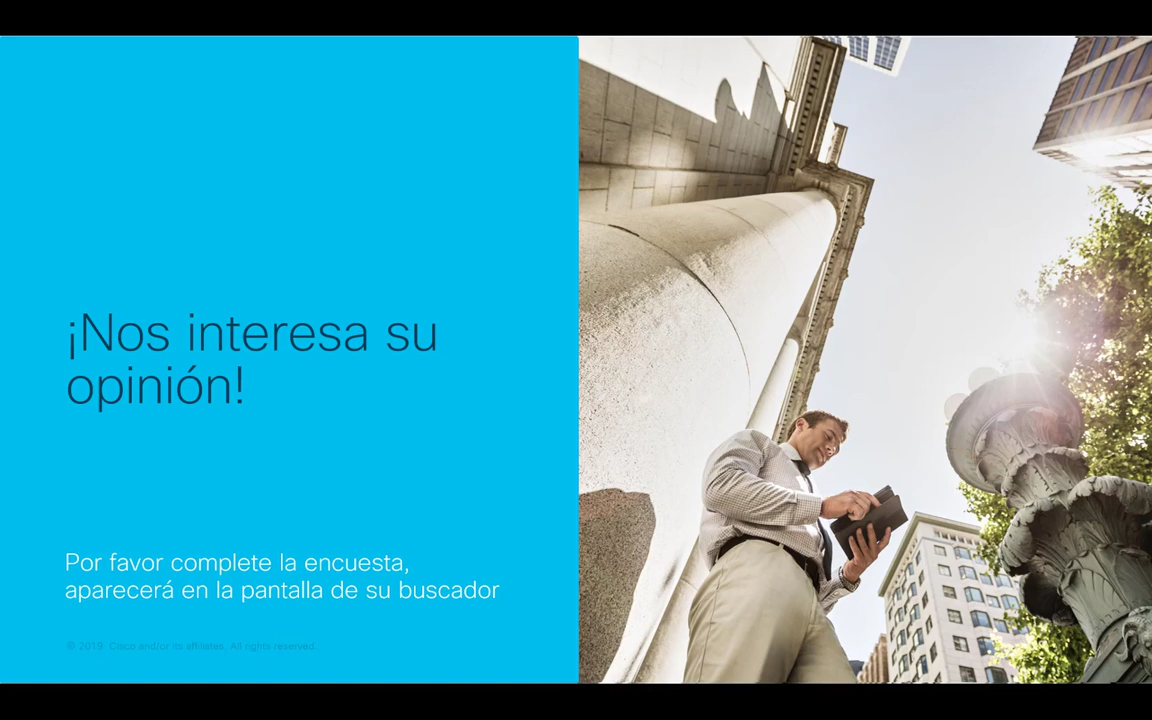 ¡Nos interesa su
opinión!
Por favor complete la encuesta,
aparecerá en la pantalla de su buscador
© 2019 Cisco and/or its affiliates. All rights reserved.